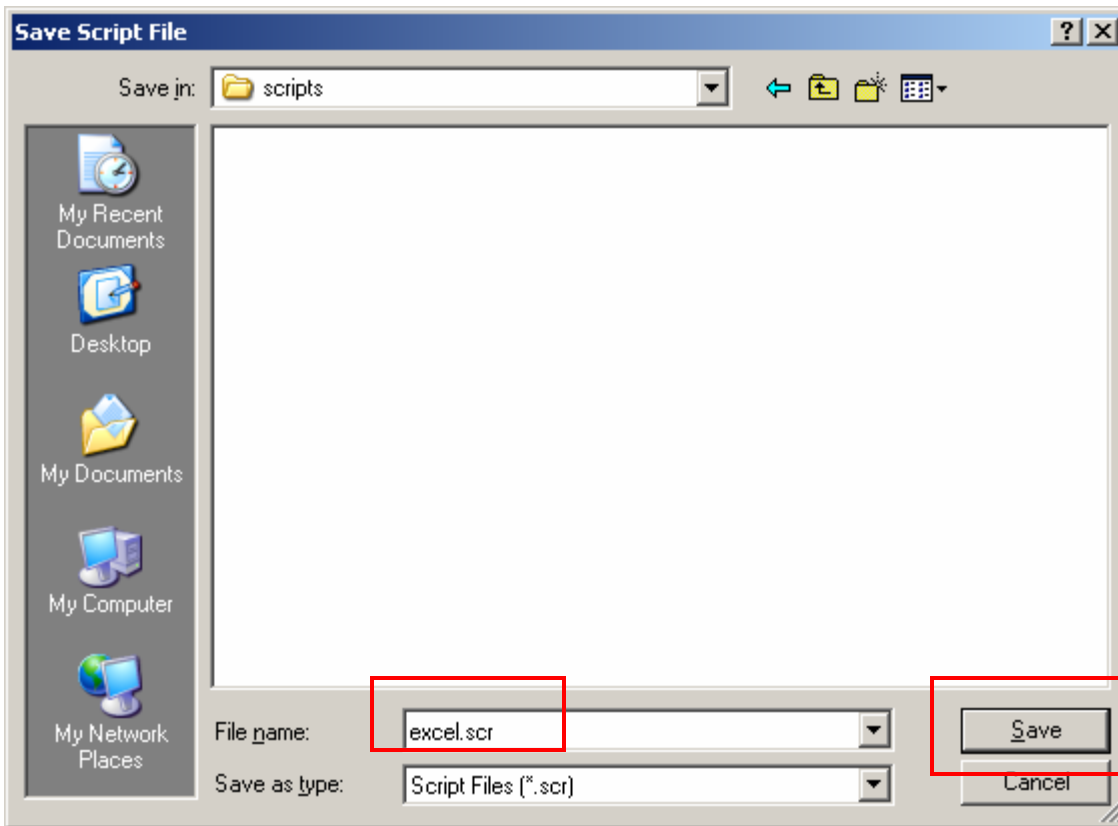 Save Script File
Save in:
scripts
My Recent
Documents
Desktop
My Documents
My Computer
My Network
Places
File name:
excel.scr
Save
Save as type:
Script Files (*.scr)
Cancel